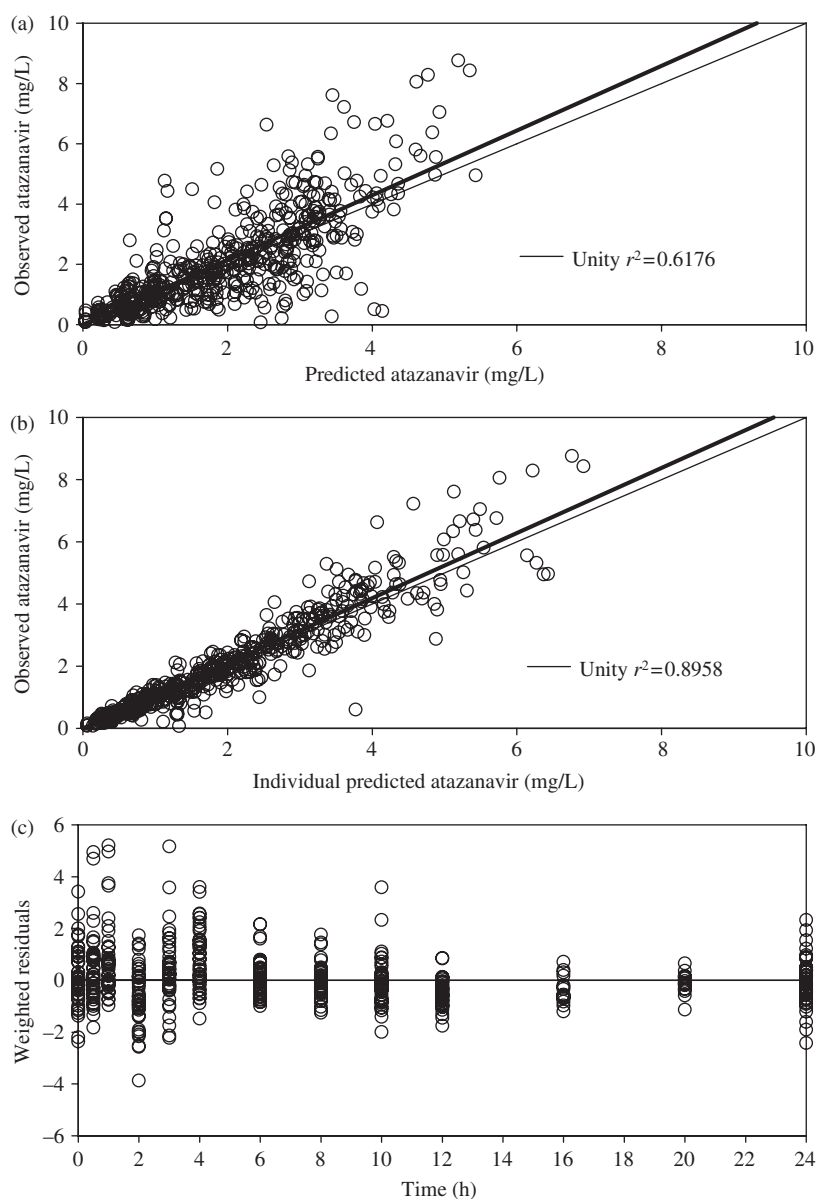 (a)
10
8
6
4
2
0
Observed atazanavir (mg/L)
Unity r²=0.6176
0 2 4 6 8 10
Predicted atazanavir (mg/L)
(b)
10
8
6
4
2
0
Observed atazanavir (mg/L)
Unity r²=0.8958
0 2 4 6 8 10
Individual predicted atazanavir (mg/L)
(c)
6
4
2
0
−2
−4
−6
Weighted residuals
0 2 4 6 8 10 12 14 16 18 20 22 24
Time (h)